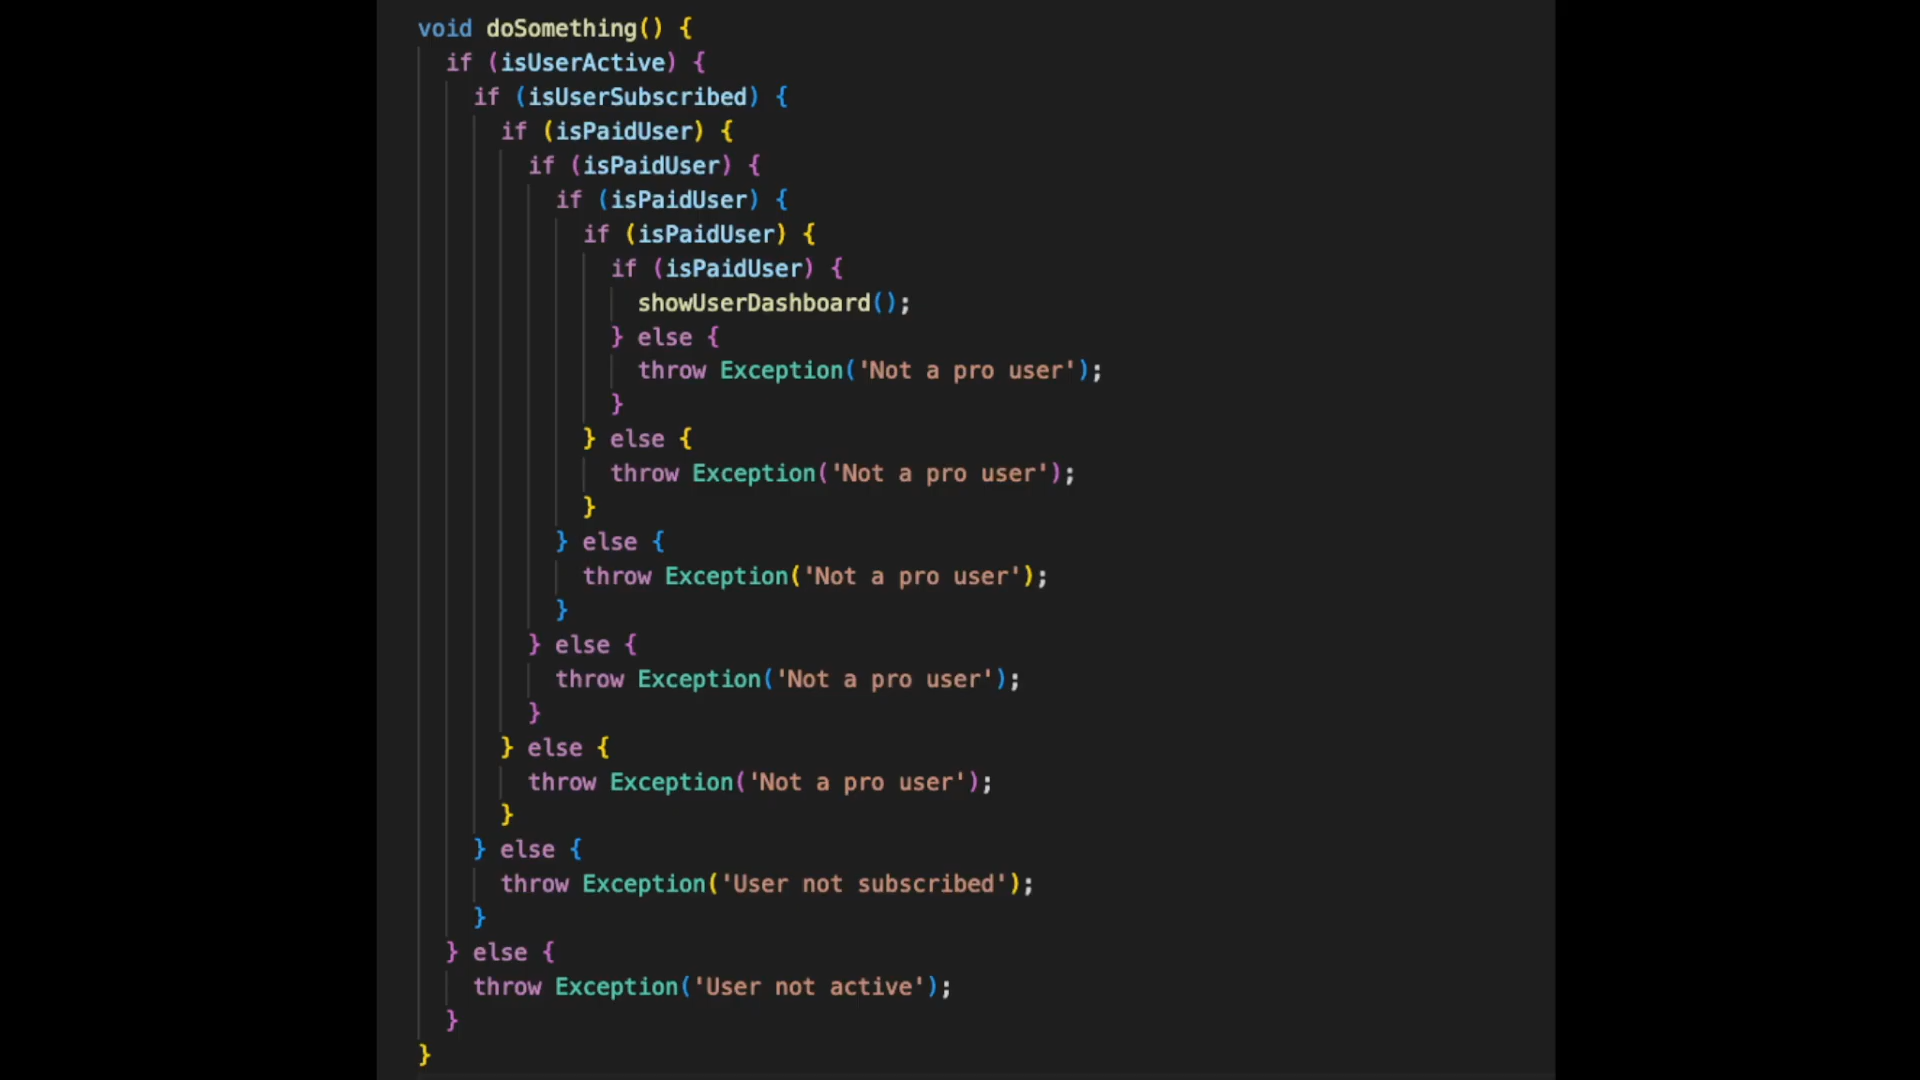 void doSomething() {
if (isUserActive) {
if (isUserSubscribed) {
if (isPaidUser) {
if (isPaidUser) {
if (isPaidUser) {
if (isPaidUser) {
if (isPaidUser) {
showUserDashboard();
} else {
throw Exception('Not a pro user');
}
} else {
throw Exception('Not a pro user');
}
} else {
throw Exception('Not a pro user');
}
} else {
throw Exception('Not a pro user');
}
} else {
throw Exception('Not a pro user');
}
} else {
throw Exception('User not subscribed');
}
} else {
throw Exception('User not active');
}
}